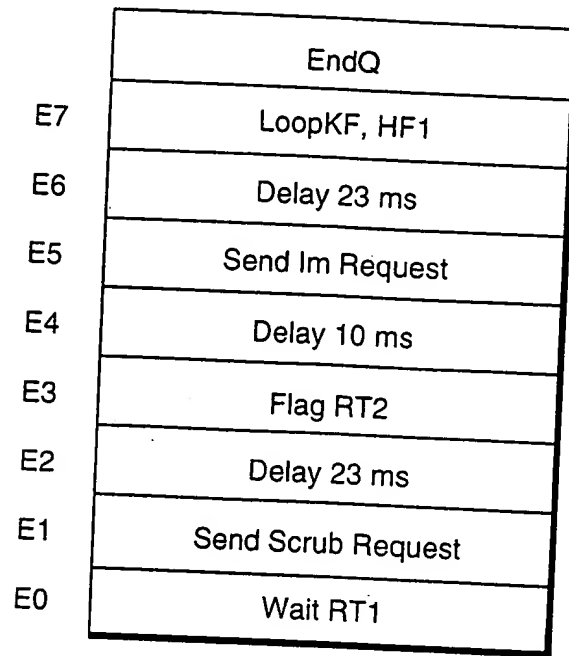 EndQ
E7 LoopKF, HF1
E6 Delay 23 ms
E5 Send Im Request
E4 Delay 10 ms
E3 Flag RT2
E2 Delay 23 ms
E1 Send Scrub Request
E0 Wait RT1